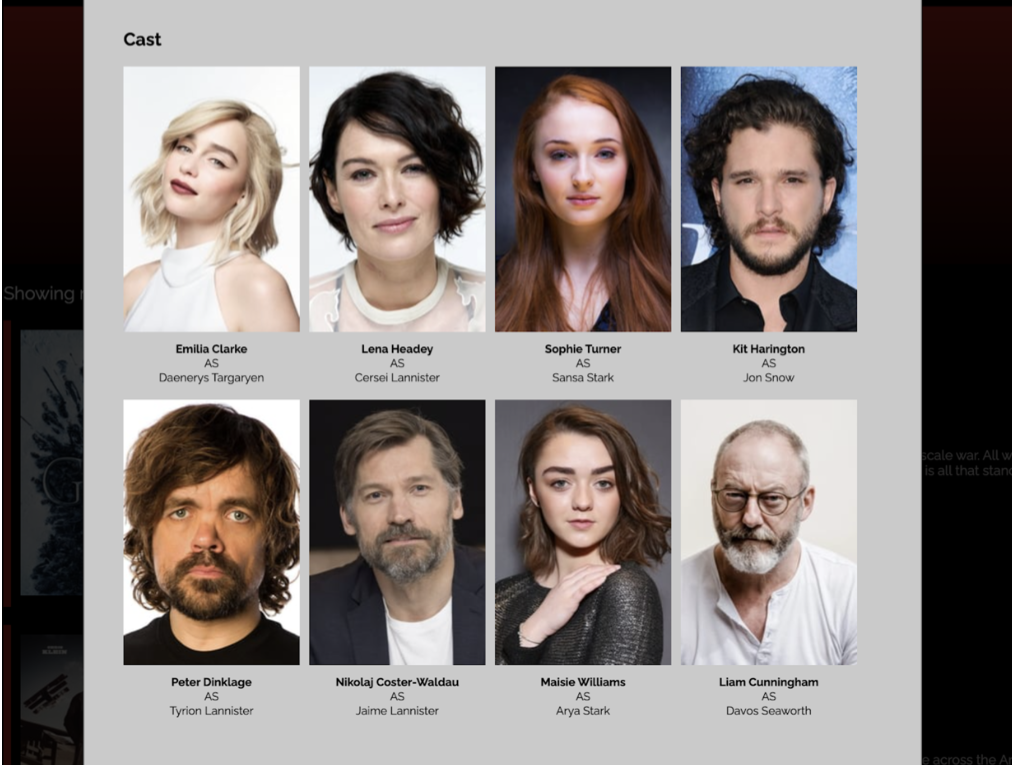 Cast
Emilia Clarke
AS
Daenerys Targaryen
Lena Headey
AS
Cersei Lannister
Sophie Turner
AS
Sansa Stark
Kit Harington
AS
Jon Snow
Peter Dinklage
AS
Tyrion Lannister
Nikolaj Coster-Waldau
AS
Jaime Lannister
Maisie Williams
AS
Arya Stark
Liam Cunningham
AS
Davos Seaworth
Showing
scale war. All
is all that
across the